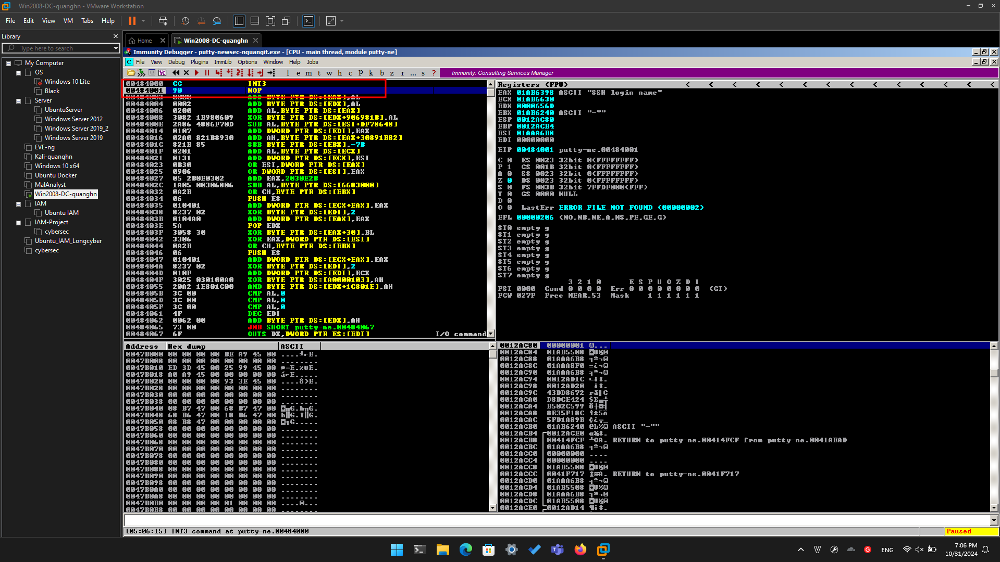 Win2008-DC-quanghn - VMware Workstation
File Edit View VM Tabs Help
Library
Type here to search
My Computer
OS
Windows 10 Lite
Black
Server
UbuntuServer
Windows Server 2012
Windows Server 2019_2
Windows Server 2019
EVE-ng
Kali-quanghn
Windows 10 x64
Ubuntu Docker
MalAnalyst
Win2008-DC-quanghn
IAM
Ubuntu IAM
IAM-Project
cybersec
Ubuntu_IAM_Longcyber
cybersec
Home Win2008-DC-quanghn
Immunity Debugger - putty-newsec-nquangit.exe - [CPU - main thread, module putty-ne]
C File View Debug Plugins ImmLib Options Window Help Jobs
l e m t w h c P k b z r ... s ? Immunity: Consulting Services Manager
00484000 CC INT3
00484001 90 NOP
00484002 0000 ADD BYTE PTR DS:[EAX],AL
00484004 0002 ADD BYTE PTR DS:[EDX],AL
00484006 0200 ADD AL,BYTE PTR DS:[EAX]
00484008 3082 1B980609 XOR BYTE PTR DS:[EDX+906981B],AL
0048400E 2A86 4886F70D SUB AL,BYTE PTR DS:[ESI+DF78648]
00484014 0107 ADD DWORD PTR DS:[EDI],EAX
00484016 02A0 821B8930 ADD AH,BYTE PTR DS:[EAX+30891B82]
0048401C 821B 85 SBB BYTE PTR DS:[EBX],-7B
0048401F 0201 ADD AL,BYTE PTR DS:[ECX]
00484021 0131 ADD DWORD PTR DS:[ECX],ESI
00484023 0B30 OR ESI,DWORD PTR DS:[EAX]
00484025 0906 OR DWORD PTR DS:[ESI],EAX
00484027 05 2B0E0302 ADD EAX,2030E2B
0048402C 1A05 00306806 SBB AL,BYTE PTR DS:[6683000]
00484032 0A2B OR CH,BYTE PTR DS:[EBX]
00484034 06 PUSH ES
00484035 010401 ADD DWORD PTR DS:[ECX+EAX],EAX
00484038 8237 02 XOR BYTE PTR DS:[EDI],2
0048403B 0104A0 ADD DWORD PTR DS:[EAX],EAX
0048403E 5A POP EDX
0048403F 3058 30 XOR BYTE PTR DS:[EAX+30],BL
00484042 3306 XOR EAX,DWORD PTR DS:[ESI]
00484044 0A2B OR CH,BYTE PTR DS:[EBX]
00484046 06 PUSH ES
00484047 010401 ADD DWORD PTR DS:[ECX+EAX],EAX
0048404A 8237 02 XOR BYTE PTR DS:[EDI],2
0048404D 010F ADD DWORD PTR DS:[EDI],ECX
0048404F 3025 030100A0 XOR BYTE PTR DS:[A0000103],AH
00484055 20A2 1E801C00 AND BYTE PTR DS:[EDX+1C801E],AH
0048405B 3C 00 CMP AL,0
0048405D 3C 00 CMP AL,0
0048405F 3C 00 CMP AL,0
00484061 4F DEC EDI
00484062 0062 00 ADD BYTE PTR DS:[EDX],AH
00484065 73 00 JNB SHORT putty-ne.00484067
00484067 6F OUTS DX,DWORD PTR ES:[EDI] I/O command
Registers (FPU) < < < < < < < < < < < < < <
EAX 01AB6398 ASCII "SSH login name"
ECX 01AB6630
EDX 0000656D
EBX 01AB6240 ASCII "-""
ESP 0012AC80
EBP 0012ACB4
ESI 01AAA6B8
EDI 00000000
EIP 00484001 putty-ne.00484001
C 0 ES 0023 32bit 0(FFFFFFFF)
P 1 CS 001B 32bit 0(FFFFFFFF)
A 0 SS 0023 32bit 0(FFFFFFFF)
Z 0 DS 0023 32bit 0(FFFFFFFF)
S 0 FS 003B 32bit 7FFDF000(FFF)
T 0 GS 0000 NULL
D 0
O 0 LastErr ERROR_FILE_NOT_FOUND (00000002)
EFL 00000206 (NO,NB,NE,A,NS,PE,GE,G)
ST0 empty g
ST1 empty g
ST2 empty g
ST3 empty g
ST4 empty g
ST5 empty g
ST6 empty g
ST7 empty g
3 2 1 0 E S P U O Z D I
FST 0000 Cond 0 0 0 0 Err 0 0 0 0 0 0 0 0 (GT)
FCW 027F Prec NEAR,53 Mask 1 1 1 1 1 1
Address Hex dump ASCII
0047B000 00 00 00 00 BE A9 45 00
0047B008 00 00 00 00 00 00 00 00 ........
0047B010 ED 3D 45 00 25 99 45 00
0047B018 A0 A9 45 00 00 00 00 00
0047B020 00 00 00 00 93 3E 45 00 ....ô>E.
0047B028 00 00 00 00 00 00 00 00 ........
0047B030 00 00 00 00 00 00 00 00 ........
0047B038 00 00 00 00 00 00 00 00 ........
0047B040 08 B7 47 00 68 B7 47 00
0047B048 68 B6 47 00 18 B6 47 00
0047B050 08 B8 47 00 00 00 00 00
0047B058 00 00 00 00 00 00 00 00 ........
0047B060 00 00 00 00 00 00 00 00 ........
0047B068 00 00 00 00 00 00 00 00 ........
0047B070 00 00 00 00 00 00 00 00 ........
0047B078 00 00 00 00 00 00 00 00 ........
0047B080 00 00 00 00 00 00 00 00 ........
0047B088 00 00 00 00 00 00 00 00 ........
0047B090 00 00 00 00 00 00 00 00 ........
0047B098 00 00 00 00 00 00 00 00 ........
0047B0A0 00 00 00 00 00 00 00 00 ........
0047B0A8 00 00 00 00 00 00 00 00 ........
0047B0B0 00 00 00 00 01 00 00 00
0047B0B8 00 00 00 00 00 00 00 00 ........
0012AC80 00000001
0012AC84 01AB5508
0012AC88 01AAA6B8
0012AC8C 01AAA8F0
0012AC90 01AAA6B8
0012AC94 0012AD1C
0012AC98 0012AD20
0012AC9C 43DD8672
0012ACA0 D8DCE424
0012ACA4 B502C599
0012ACA8 8E35F18C
0012ACAC 5FD1A89B
0012ACB0 01AB6240 ASCII "-""
0012ACB4 0012ACE0
0012ACB8 00414FCF RETURN to putty-ne.00414FCF from putty-ne.0041AEAD
0012ACBC 01AAA6B8
0012ACC0 00000000 ....
0012ACC4 00000000 ....
0012ACC8 01AB5508
0012ACCC 0041F717 RETURN to putty-ne.0041F717
0012ACD0 01AAA6B8
0012ACD4 01AB5508
0012ACD8 01AAA6B8
0012ACDC 01AB5508
0012ACE0 0012AD14
[05:06:15] INT3 command at putty-ne.00484000 Paused
ENG 7:06 PM
10/31/2024